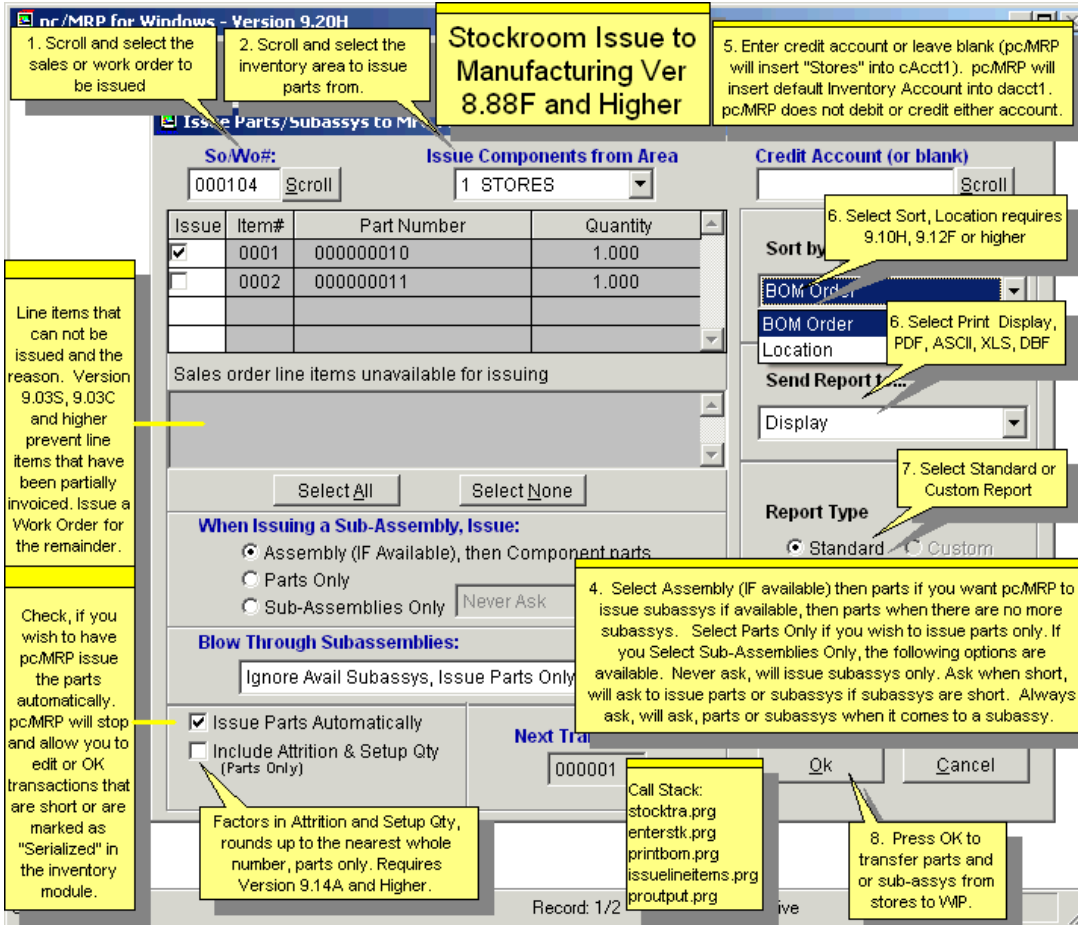 pc/MRP for Windows - Version 9.20H
1. Scroll and select the
sales or work order to
be issued
2. Scroll and select the
inventory area to issue
parts from.
Stockroom Issue to
Manufacturing Ver
8.88F and Higher
5. Enter credit account or leave blank (pc/MRP
will insert "Stores" into cAcct1). pc/MRP will
insert default Inventory Account into dacct1.
pc/MRP does not debit or credit either account.
Issue Parts/Subassys to
So/Wo#:
000104 Scroll
Issue Components from Area
1 STORES
Credit Account (or blank)
Scroll
Issue Item# Part Number Quantity
0001 000000010 1.000
0002 000000011 1.000
6. Select Sort, Location requires
9.10H, 9.12F or higher
Sort by
BOM Order
BOM Order
Location
6. Select Print Display,
PDF, ASCII, XLS, DBF
Send Report to...
Display
Line items that
can not be
issued and the
reason. Version
9.03S, 9.03C
and higher
prevent line
items that have
been partially
invoiced. Issue a
Work Order for
the remainder.
Sales order line items unavailable for issuing
Select All Select None
7. Select Standard or
Custom Report
Report Type
Standard Custom
When Issuing a Sub-Assembly, Issue:
Assembly (IF Available), then Component parts
Parts Only
Sub-Assemblies Only Never Ask
4. Select Assembly (IF available) then parts if you want pc/MRP to
issue subassys if available, then parts when there are no more
subassys. Select Parts Only if you wish to issue parts only. If
you Select Sub-Assemblies Only, the following options are
available. Never ask, will issue subassys only. Ask when short,
will ask to issue parts or subassys if subassys are short. Always
ask, will ask, parts or subassys when it comes to a subassy.
Blow Through Subassemblies:
Ignore Avail Subassys, Issue Parts Only
Check, if you
wish to have
pc/MRP issue
the parts
automatically.
pc/MRP will stop
and allow you to
edit or OK
transactions that
are short or are
marked as
"Serialized" in
the inventory
module.
Issue Parts Automatically
Include Attrition & Setup Qty
(Parts Only)
Next
000001
Ok Cancel
Factors in Attrition and Setup Qty,
rounds up to the nearest whole
number, parts only. Requires
Version 9.14A and Higher.
Call Stack:
stocktra.prg
enterstk.prg
printbom.prg
issuelineitems.prg
proutput.prg
8. Press OK to
transfer parts and
or sub-assys from
stores to WIP.
Record: 1/2